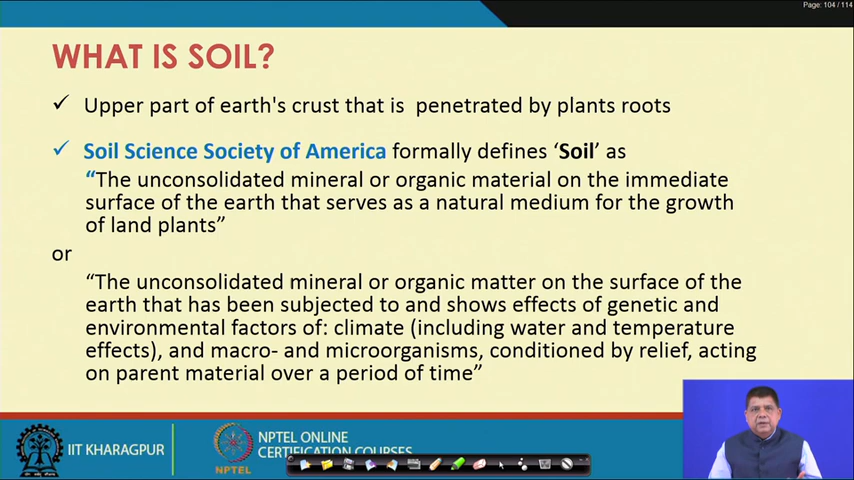 Page: 104 / 114
WHAT IS SOIL?
✓ Upper part of earth's crust that is penetrated by plants roots
✓ Soil Science Society of America formally defines ‘Soil’ as
“The unconsolidated mineral or organic material on the immediate
surface of the earth that serves as a natural medium for the growth
of land plants”
or
“The unconsolidated mineral or organic matter on the surface of the
earth that has been subjected to and shows effects of genetic and
environmental factors of: climate (including water and temperature
effects), and macro- and microorganisms, conditioned by relief, acting
on parent material over a period of time”
IIT KHARAGPUR
NPTEL
NPTEL ONLINE
CERTIFICATION COURSES